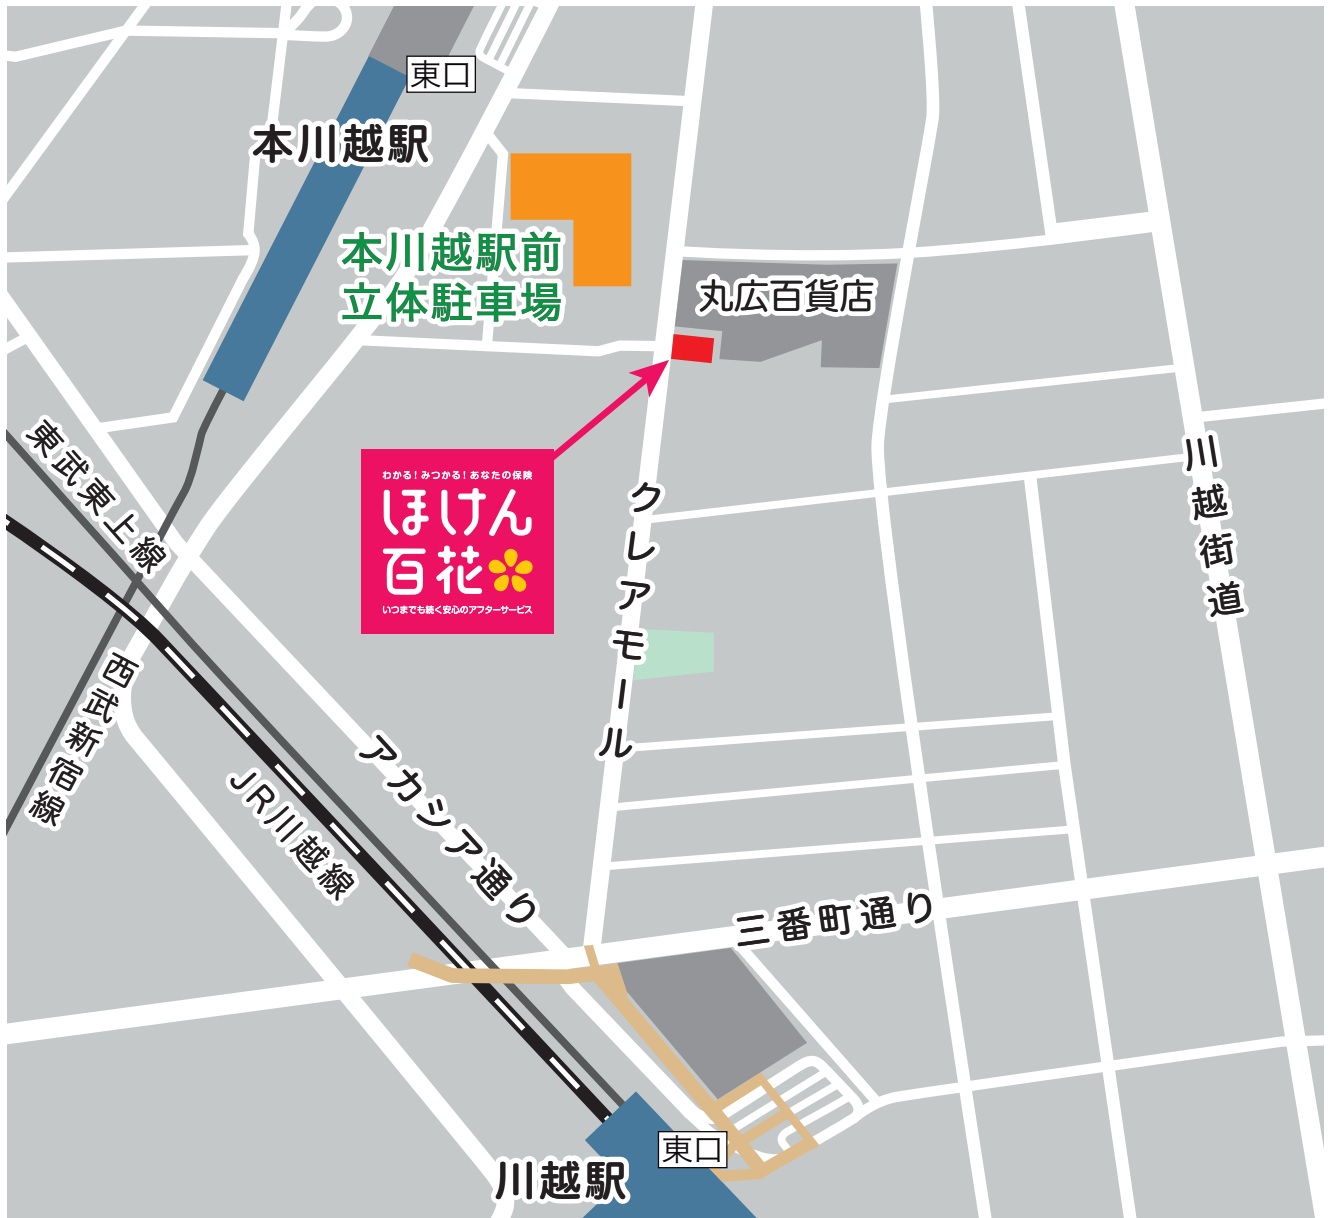 東口
本川越駅
本川越駅前
立体駐車場
丸広百貨店
東武東上線
川越街道
わかる！みつかる！あなたの保険
ほけん
百花
いつまでも続く安心のアフターサービス
クレアモール
西武新宿線
JR川越線
アカシア通り
三番町通り
東口
川越駅